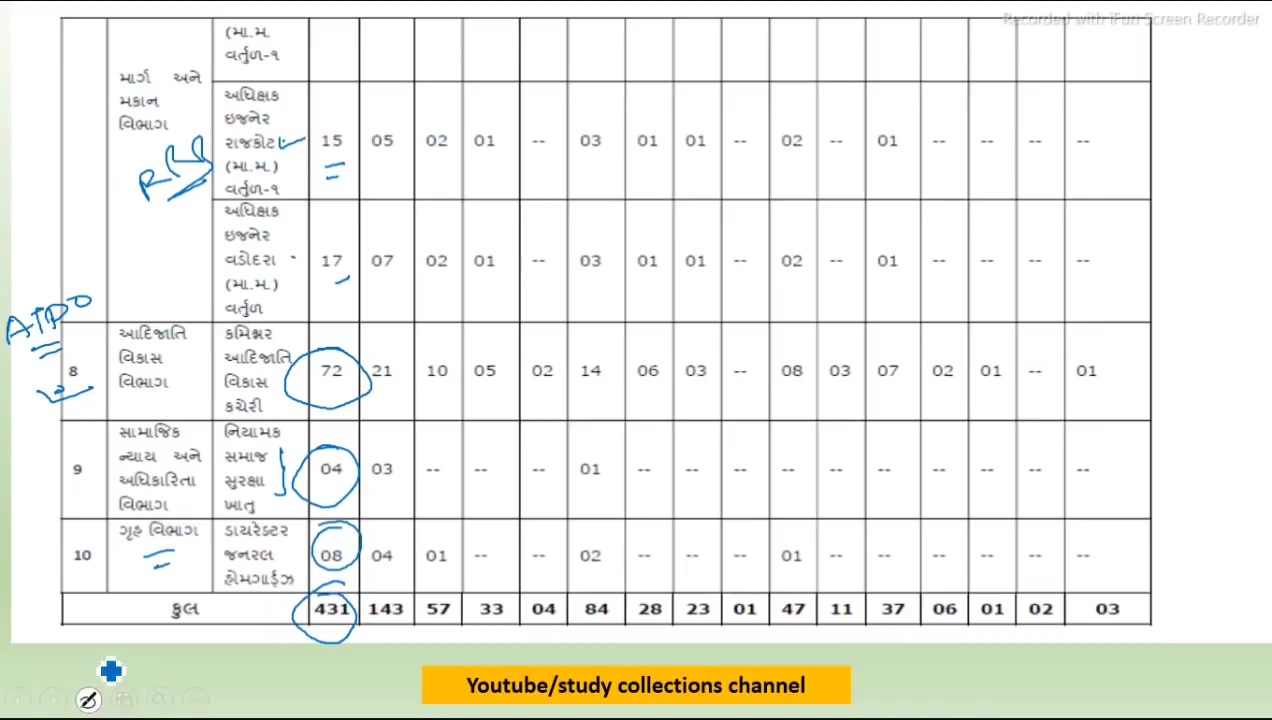 Recorded with iFun Screen Recorder
(મા.મ.
વર્તુળ-૧
માર્ગ અને
મકાન
વિભાગ
અધિક્ષક
ઇજનેર
રાજકોટ
(મા.મ.)
વર્તુળ-૧
15 05 02 01 -- 03 01 01 -- 02 -- 01 -- -- --
R&B
અધિક્ષક
ઇજનેર
વડોદરા
(મા.મ.)
વર્તુળ
17 07 02 01 -- 03 01 01 -- 02 -- 01 -- -- --
ATDO
8
આદિજાતિ
વિકાસ
વિભાગ
કમિશ્નર
આદિજાતિ
વિકાસ
કચેરી
72 21 10 05 02 14 06 03 -- 08 03 07 02 01 -- 01
9
સામાજિક
ન્યાય અને
અધિકારિતા
વિભાગ
નિયામક
સમાજ
સુરક્ષા
ખાતુ
04 03 -- -- -- 01 -- -- -- -- -- -- -- -- -- --
10
ગૃહ વિભાગ
ડાયરેક્ટર
જનરલ
હોમગાર્ડ્ઝ
08 04 01 -- -- 02 -- -- -- 01 -- -- -- -- --
કુલ 431 143 57 33 04 84 28 23 01 47 11 37 06 01 02 03
Youtube/study collections channel